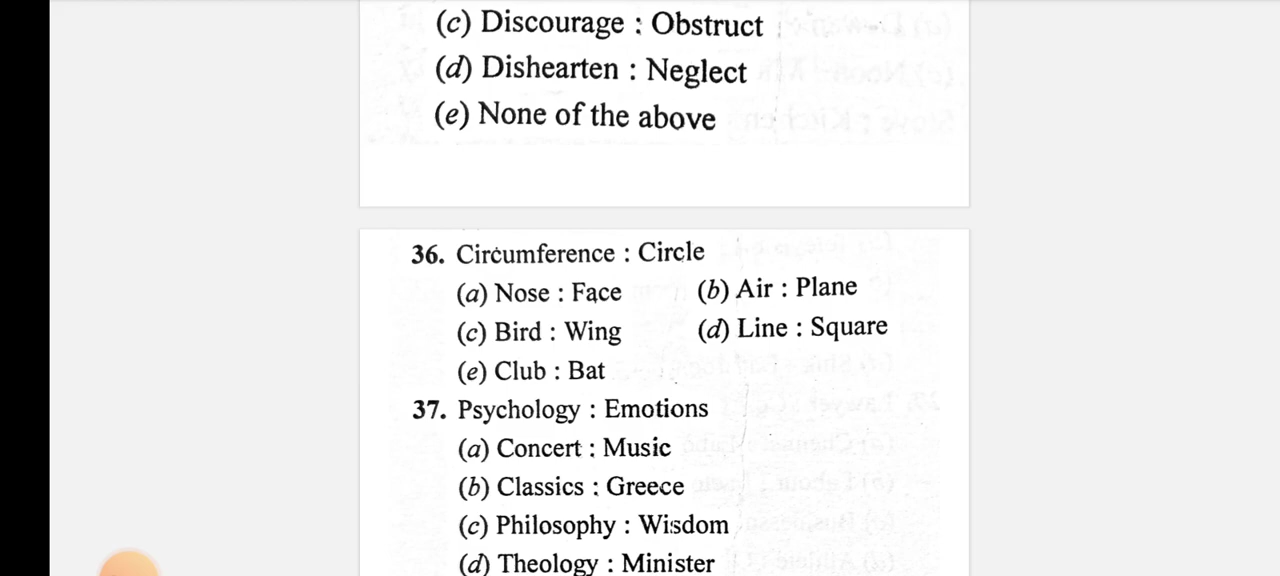 (c) Discourage : Obstruct
(d) Dishearten : Neglect
(e) None of the above
36. Circumference : Circle
(a) Nose : Face (b) Air : Plane
(c) Bird : Wing (d) Line : Square
(e) Club : Bat
37. Psychology : Emotions
(a) Concert : Music
(b) Classics : Greece
(c) Philosophy : Wisdom
(d) Theology : Minister